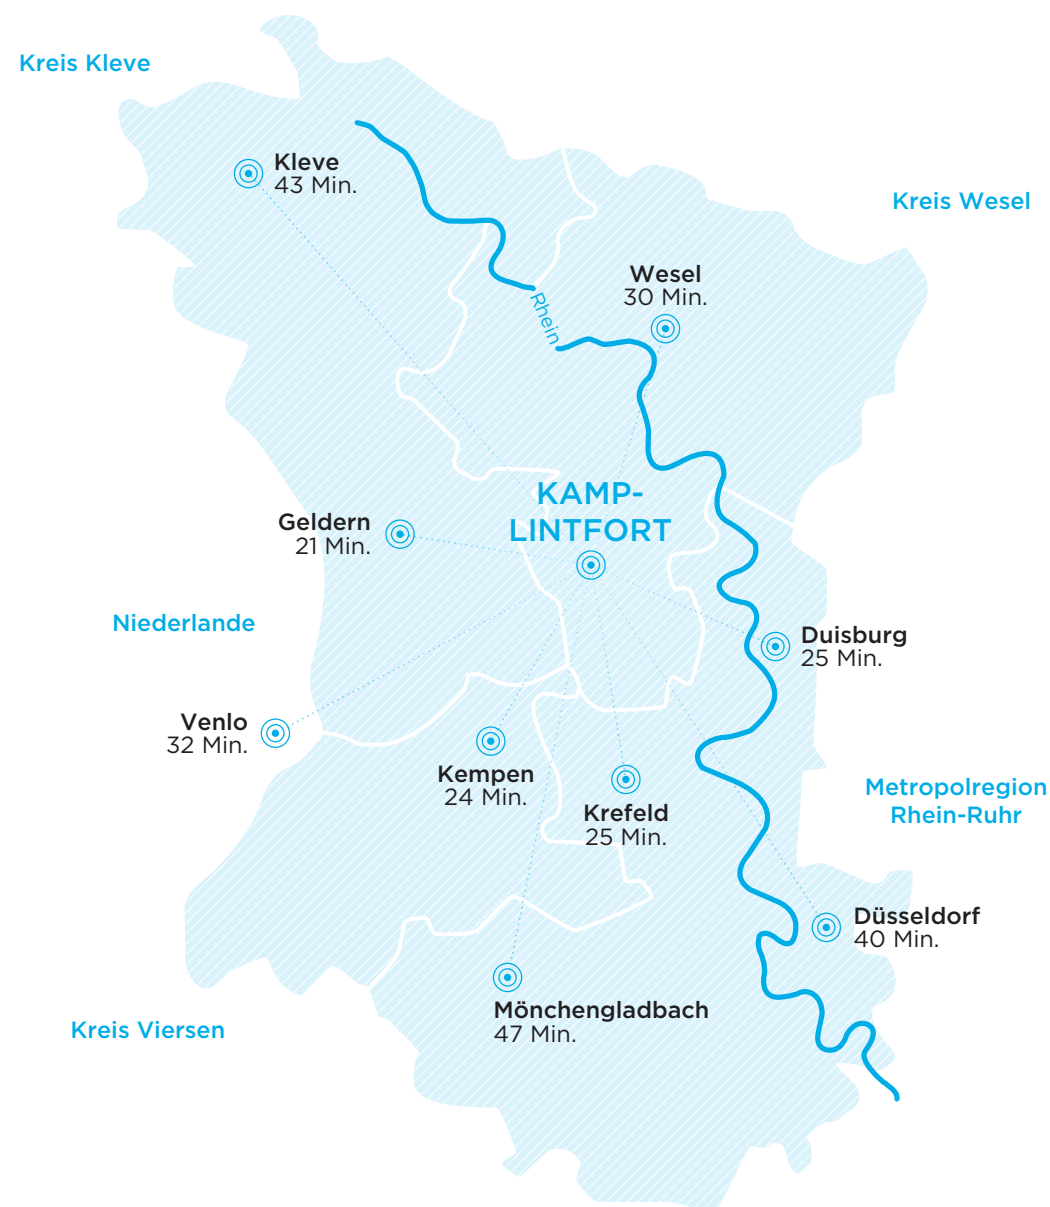 Kreis Kleve
Kleve
43 Min.
Kreis Wesel
Wesel
30 Min.
Rhein
KAMP-
LINTFORT
Geldern
21 Min.
Niederlande
Duisburg
25 Min.
Venlo
32 Min.
Kempen
24 Min.
Krefeld
25 Min.
Metropolregion
Rhein-Ruhr
Düsseldorf
40 Min.
Mönchengladbach
47 Min.
Kreis Viersen